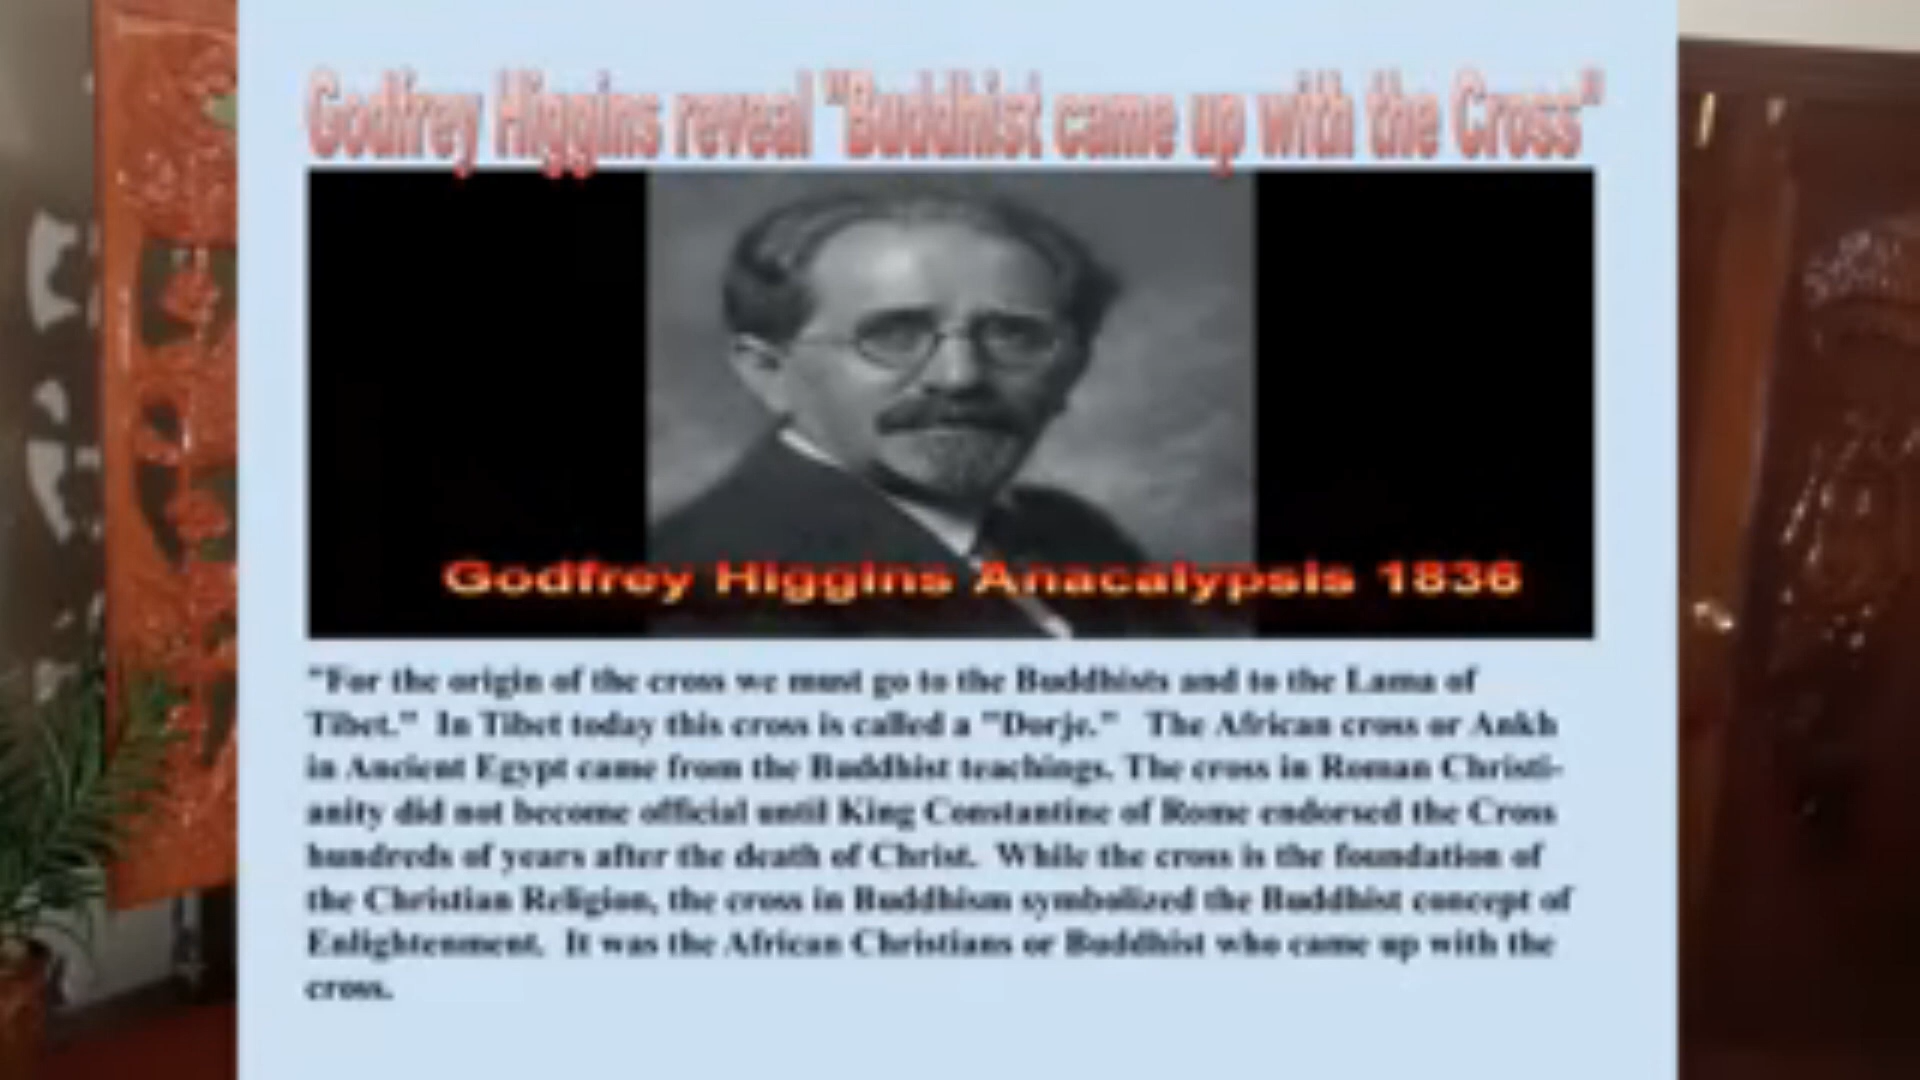 Godfrey Higgins reveal "Buddhist came up with the Cross"
Godfrey Higgins Anacalypsis 1836
"For the origin of the cross we must go to the Buddhists and to the Lama of
Tibet." In Tibet today this cross is called a "Dorje." The African cross or Ankh
in Ancient Egypt came from the Buddhist teachings. The cross in Roman Christi-
anity did not become official until King Constantine of Rome endorsed the Cross
hundreds of years after the death of Christ. While the cross is the foundation of
the Christian Religion, the cross in Buddhism symbolized the Buddhist concept of
Enlightenment. It was the African Christians or Buddhist who came up with the
cross.